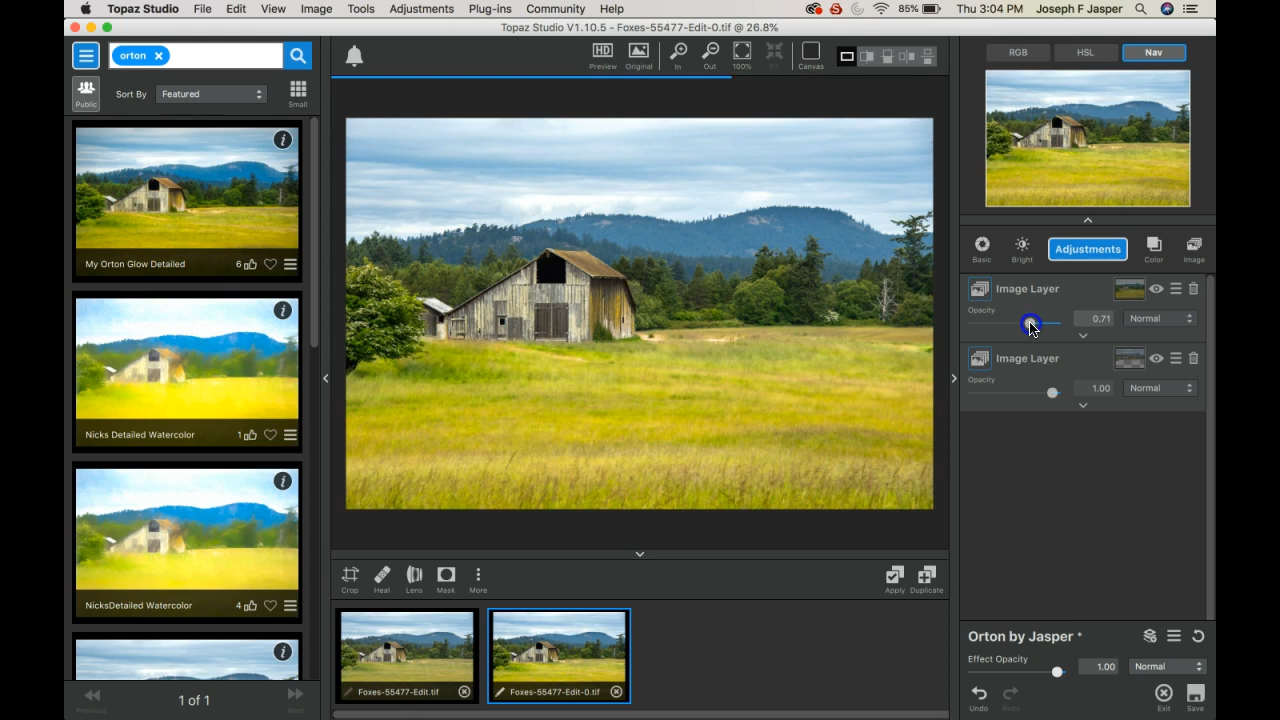 Topaz Studio File Edit View Image Tools Adjustments Plug-ins Community Help 85% Thu 3:04 PM Joseph F Jasper
Topaz Studio V1.10.5 - Foxes-55477-Edit-0.tif @ 26.8%
orton
Public
Sort By
Featured
Small
Preview
Original
In
Out
100%
Canvas
RGB
HSL
Nav
My Orton Glow Detailed
6
Nicks Detailed Watercolor
1
NicksDetailed Watercolor
4
Previous
1 of 1
Next
Basic
Bright
Adjustments
Color
Image
Image Layer
Opacity
0.71
Normal
Image Layer
Opacity
1.00
Normal
Crop
Heal
Lens
Mask
More
Apply
Duplicate
Foxes-55477-Edit.tif
Foxes-55477-Edit-0.tif
Orton by Jasper *
Effect Opacity
1.00
Normal
Undo
Redo
Exit
Save